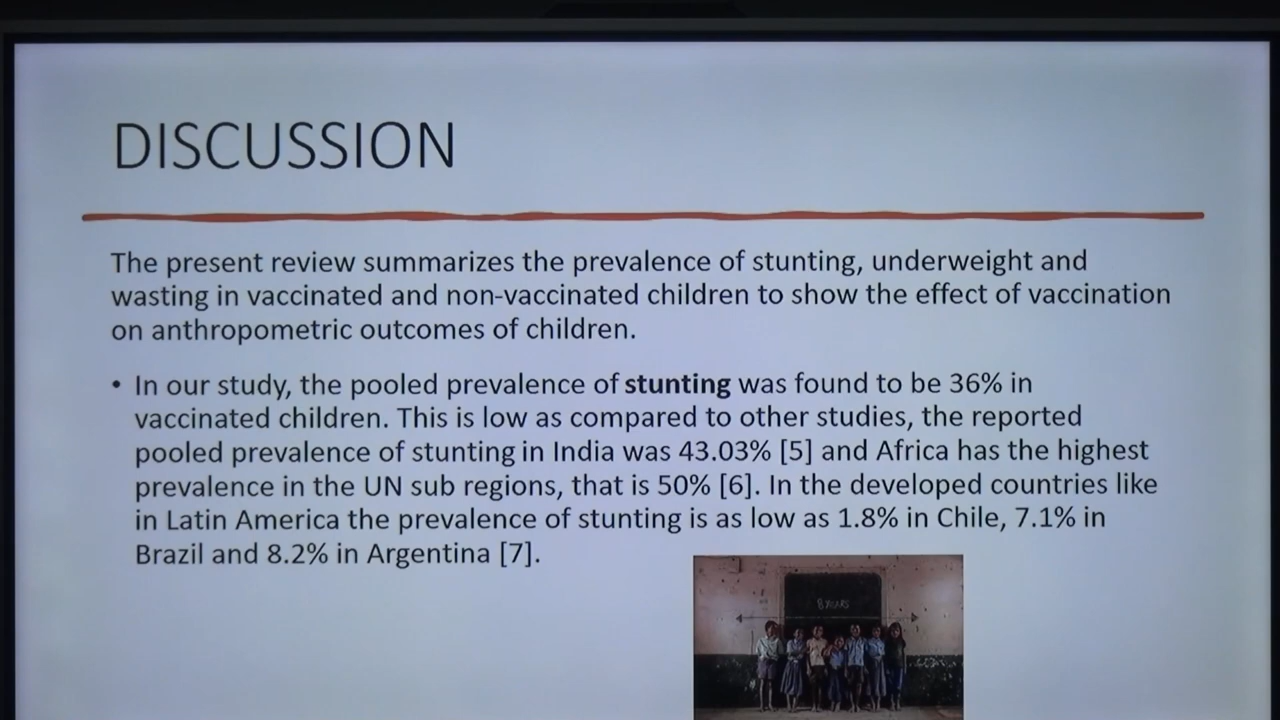 DISCUSSION
The present review summarizes the prevalence of stunting, underweight and
wasting in vaccinated and non-vaccinated children to show the effect of vaccination
on anthropometric outcomes of children.
• In our study, the pooled prevalence of stunting was found to be 36% in
vaccinated children. This is low as compared to other studies, the reported
pooled prevalence of stunting in India was 43.03% [5] and Africa has the highest
prevalence in the UN sub regions, that is 50% [6]. In the developed countries like
in Latin America the prevalence of stunting is as low as 1.8% in Chile, 7.1% in
Brazil and 8.2% in Argentina [7].
8 YEARS